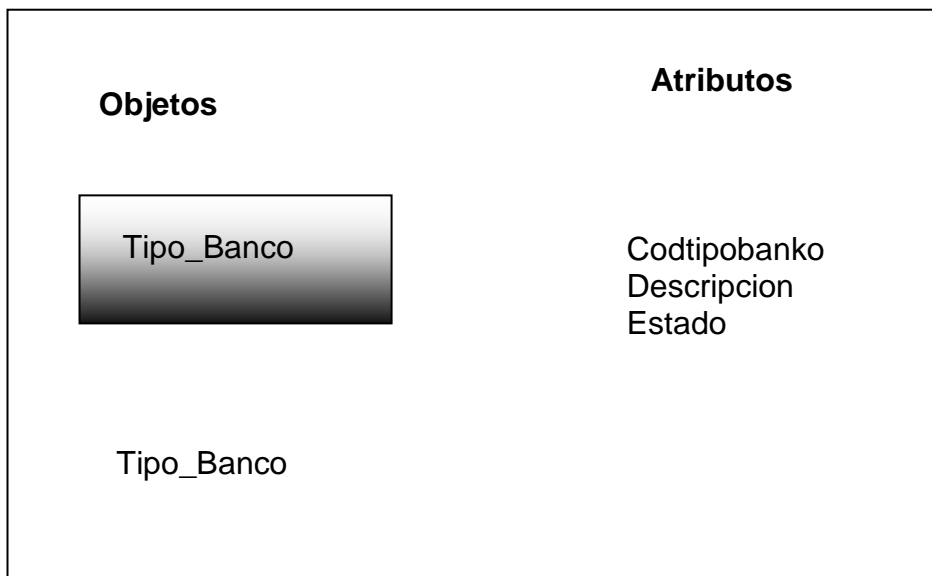 Objetos
Atributos
Tipo_Banco
Codtipobanko
Descripcion
Estado
Tipo_Banco